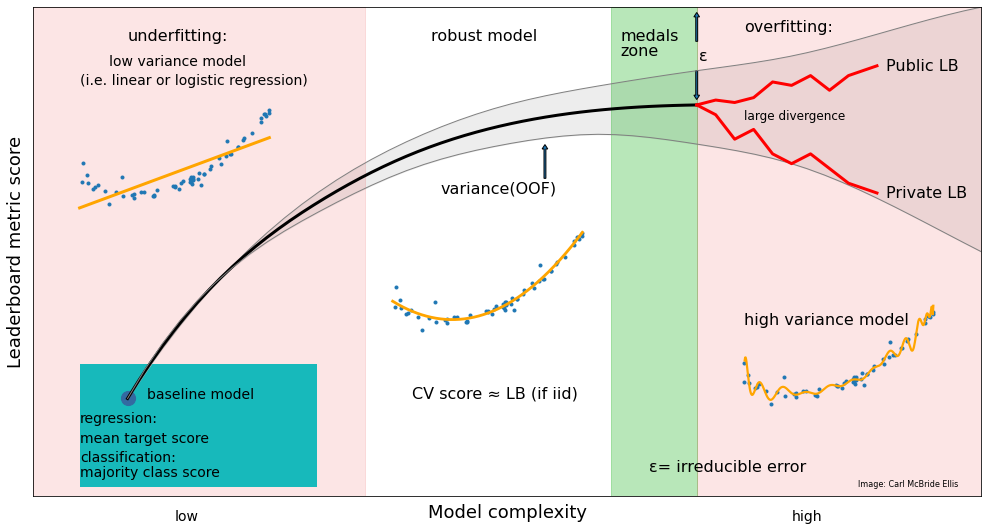 underfitting:
low variance model
(i.e. linear or logistic regression)
robust model
medals
zone
ε
overfitting:
Public LB
large divergence
Private LB
variance(OOF)
high variance model
CV score ≈ LB (if iid)
baseline model
regression:
mean target score
classification:
majority class score
ε= irreducible error
Image: Carl McBride Ellis
Leaderboard metric score
low
Model complexity
high